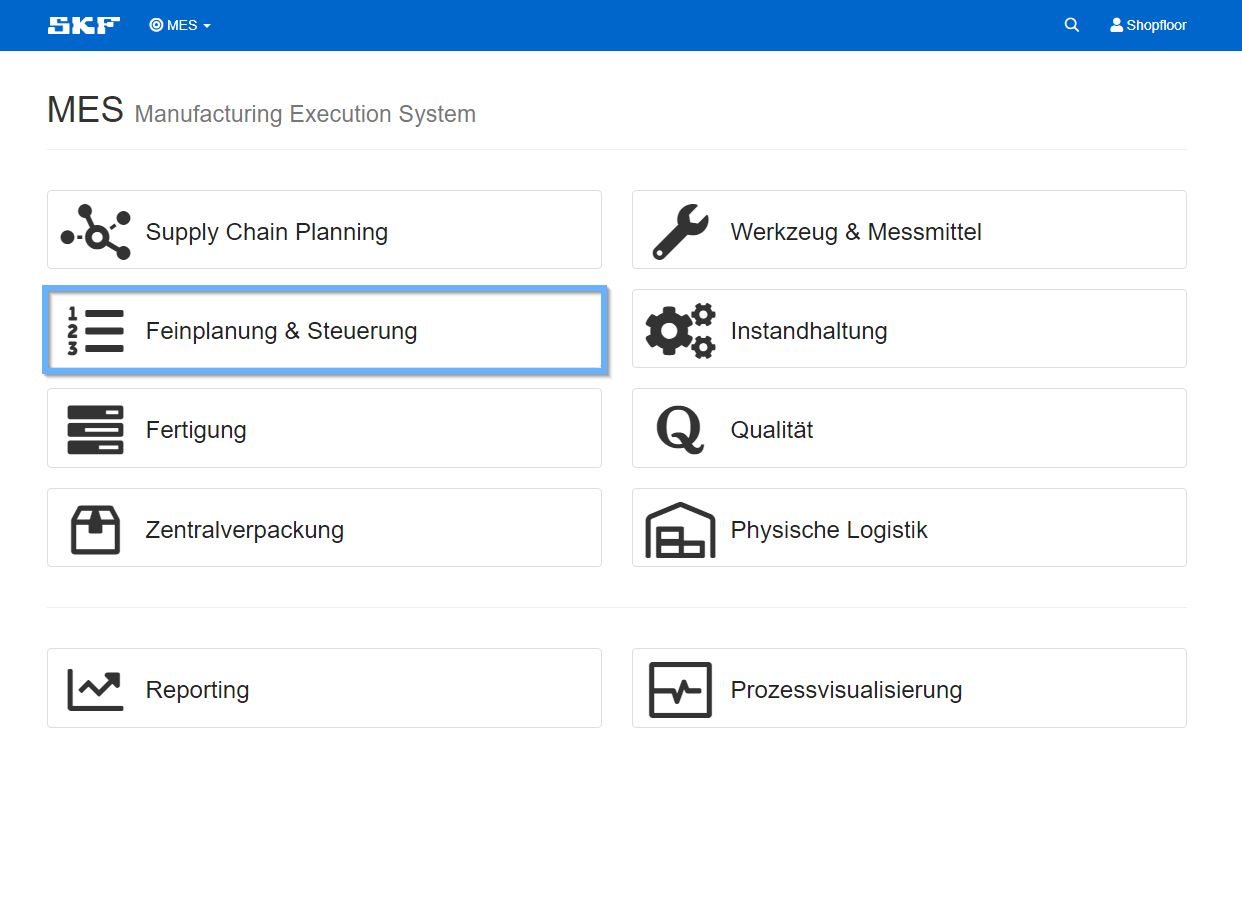 SKF MES Shopfloor
MES Manufacturing Execution System
Supply Chain Planning
Werkzeug & Messmittel
1 2 3 Feinplanung & Steuerung
Instandhaltung
Fertigung
Q Qualität
Zentralverpackung
Physische Logistik
Reporting
Prozessvisualisierung